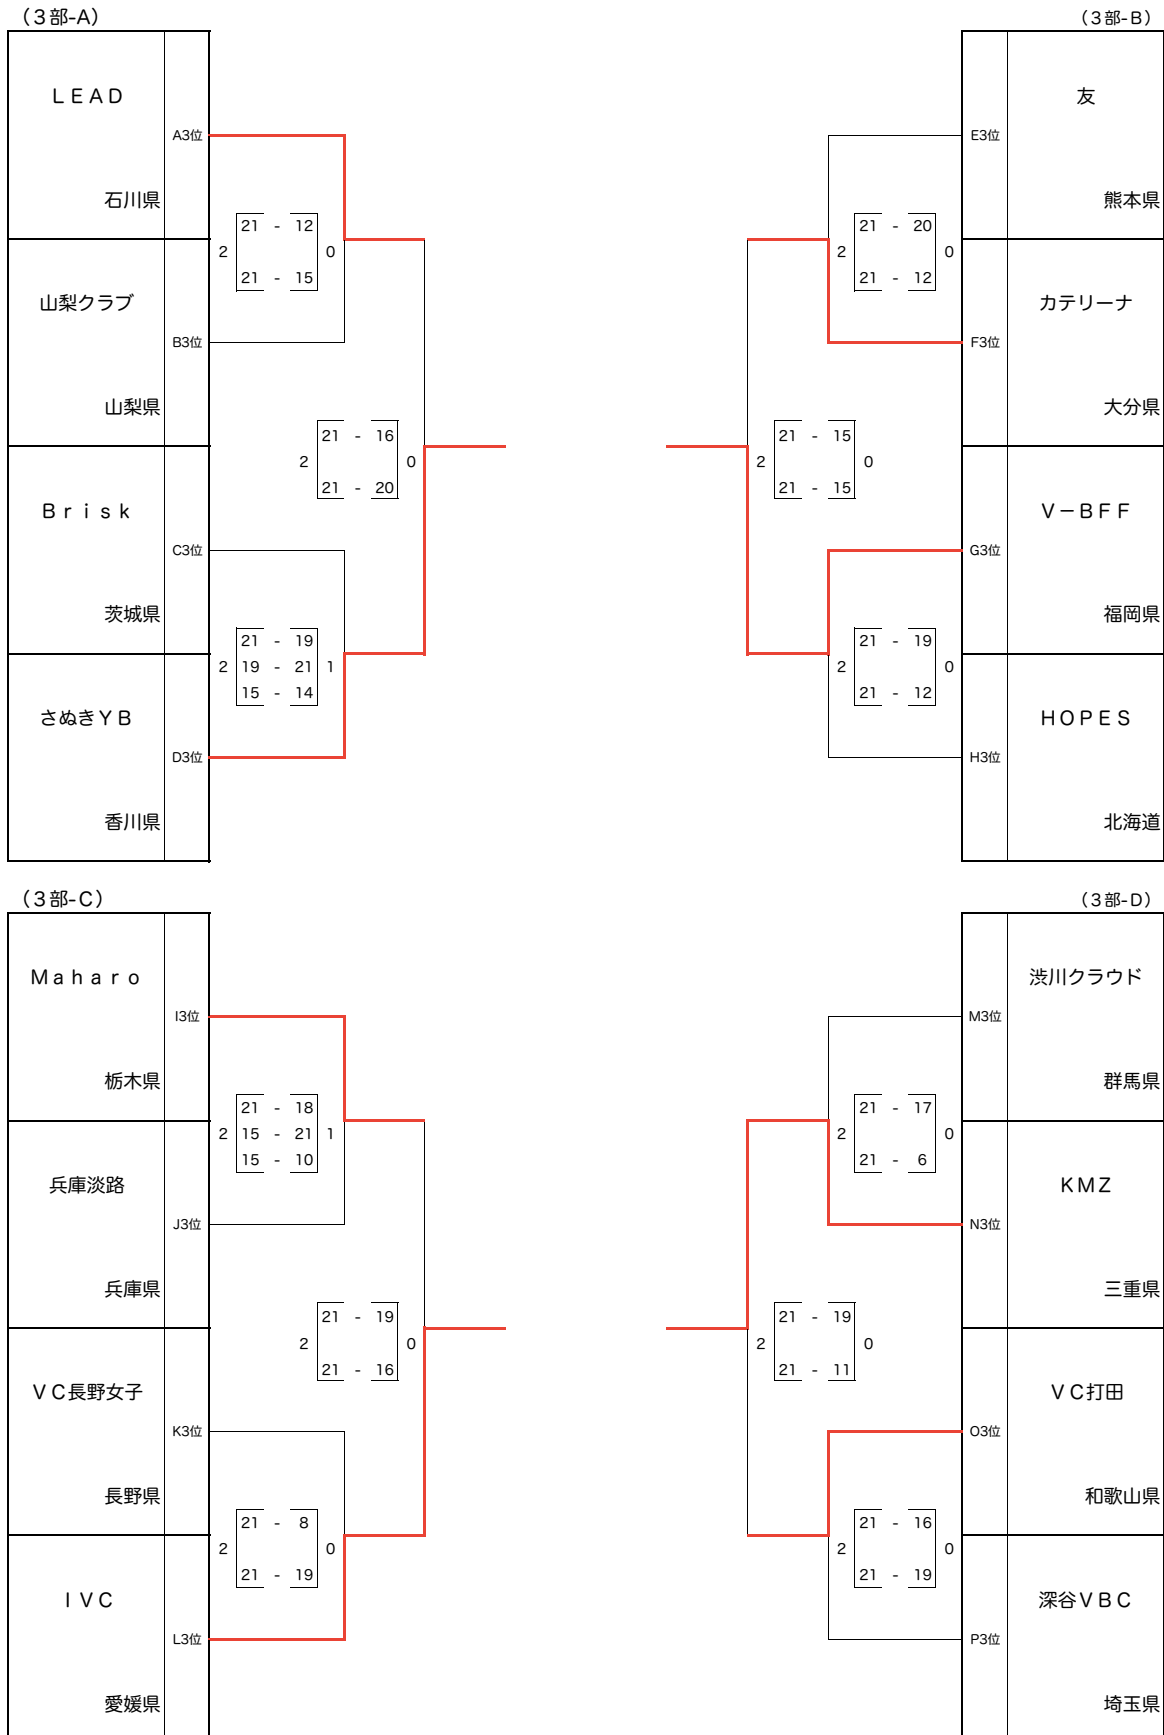 （３部-A）
ＬＥＡＤ
A3位
石川県
21 - 12
2 0
21 - 15
山梨クラブ
B3位
山梨県
21 - 16
2 0
21 - 20
Ｂｒｉｓｋ
C3位
茨城県
21 - 19
2 19 - 21 1
15 - 14
さぬきＹＢ
D3位
香川県
（３部-B）
友
E3位
熊本県
21 - 20
2 0
21 - 12
カテリーナ
F3位
大分県
21 - 15
2 0
21 - 15
Ｖ－ＢＦＦ
G3位
福岡県
21 - 19
2 0
21 - 12
ＨＯＰＥＳ
H3位
北海道
（３部-C）
Ｍａｈａｒｏ
I3位
栃木県
21 - 18
2 15 - 21 1
15 - 10
兵庫淡路
J3位
兵庫県
21 - 19
2 0
21 - 16
ＶＣ長野女子
K3位
長野県
21 - 8
2 0
21 - 19
ＩＶＣ
L3位
愛媛県
（３部-D）
渋川クラウド
M3位
群馬県
21 - 17
2 0
21 - 6
ＫＭＺ
N3位
三重県
21 - 19
2 0
21 - 11
ＶＣ打田
O3位
和歌山県
21 - 16
2 0
21 - 19
深谷ＶＢＣ
P3位
埼玉県